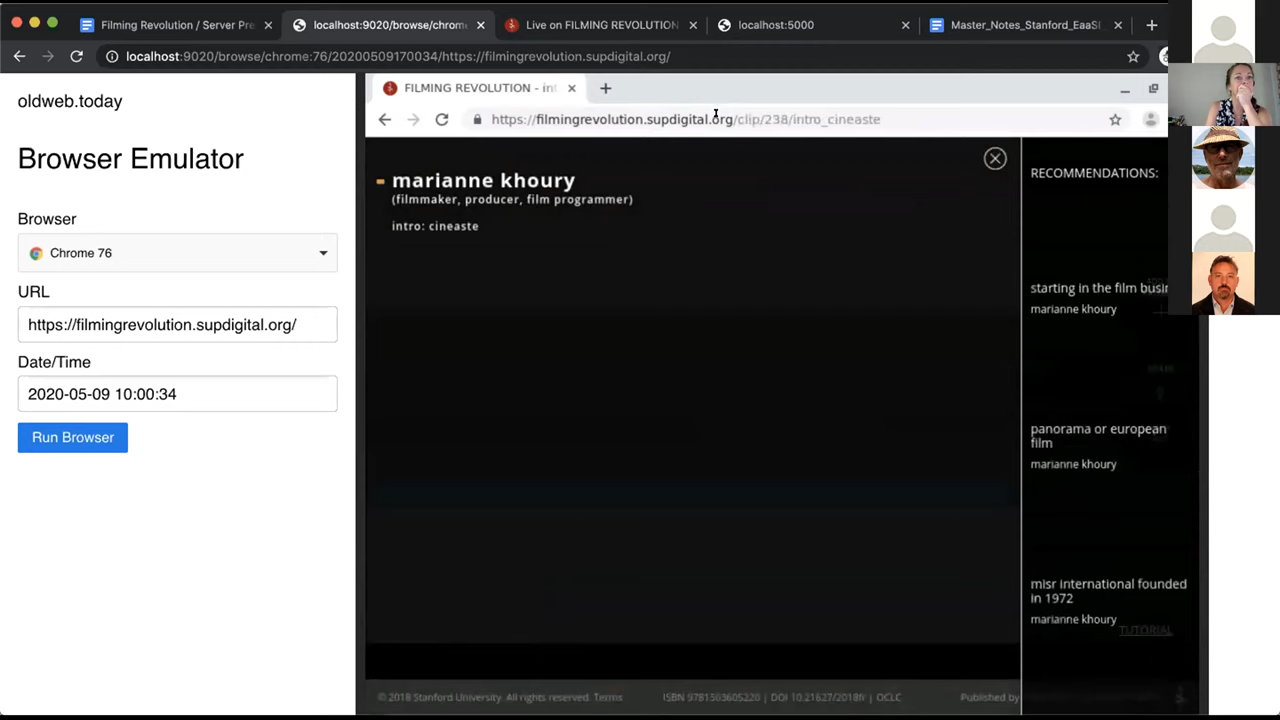 Filming Revolution / Server Pre
localhost:9020/browse/chrome
Live on FILMING REVOLUTION
localhost:5000
Master_Notes_Stanford_EaaSI
localhost:9020/browse/chrome:76/20200509170034/https://filmingrevolution.supdigital.org/
oldweb.today
Browser Emulator
Browser
Chrome 76
URL
https://filmingrevolution.supdigital.org/
Date/Time
2020-05-09 10:00:34
Run Browser
FILMING REVOLUTION - int
https://filmingrevolution.supdigital.org/clip/238/intro_cineaste
marianne khoury
(filmmaker, producer, film programmer)
intro: cineaste
RECOMMENDATIONS:
starting in the film busin
marianne khoury
panorama or european
film
marianne khoury
misr international founded
in 1972
marianne khoury
TUTORIAL
© 2018 Stanford University. All rights reserved. Terms
ISBN 9781503605220 | DOI 10.21627/2018fr | OCLC
Published by